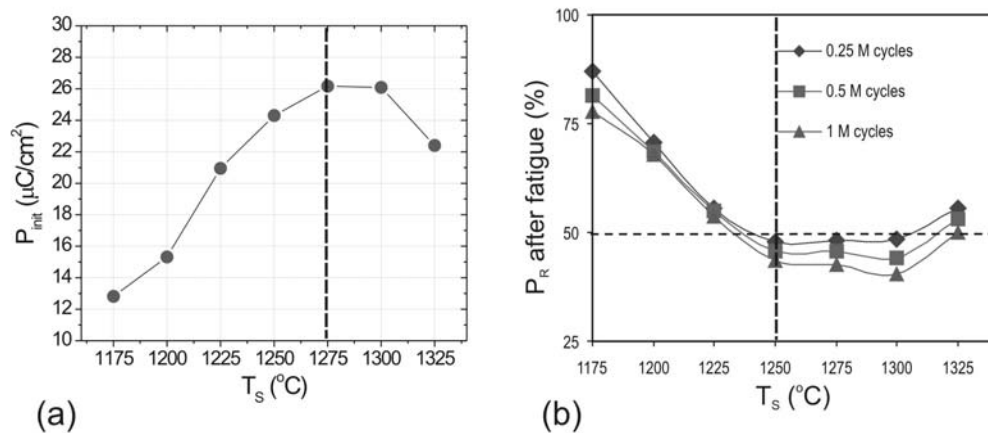 30
28
26
24
22
20
18
16
14
12
10
P_init (μC/cm²)
1175 1200 1225 1250 1275 1300 1325
T_S (°C)
(a)
100
75
50
25
P_R after fatigue (%)
0.25 M cycles
0.5 M cycles
1 M cycles
1175 1200 1225 1250 1275 1300 1325
T_S (°C)
(b)